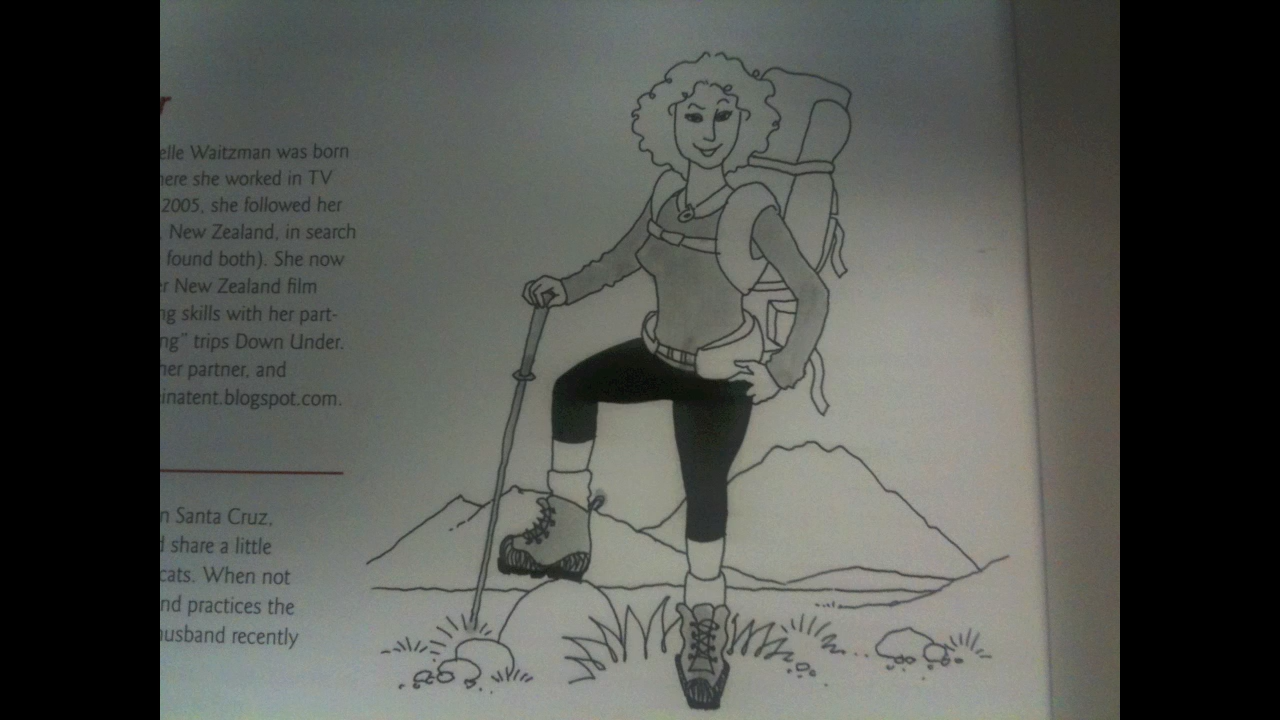 r
elle Waitzman was born
here she worked in TV
2005, she followed her
, New Zealand, in search
found both). She now
r New Zealand film
ng skills with her part-
ng” trips Down Under.
her partner, and
inatent.blogspot.com.
n Santa Cruz,
d share a little
cats. When not
nd practices the
husband recently